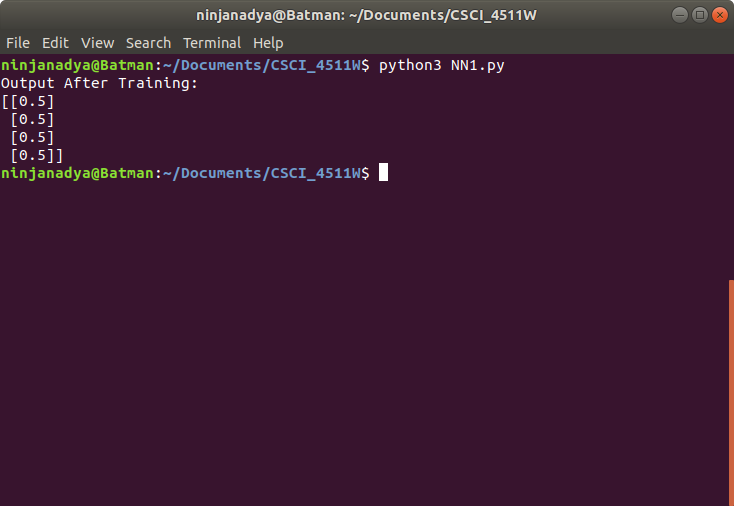 ninjanadya@Batman: ~/Documents/CSCI_4511W
File Edit View Search Terminal Help
ninjanadya@Batman:~/Documents/CSCI_4511W$ python3 NN1.py
Output After Training:
[[0.5]
 [0.5]
 [0.5]
 [0.5]]
ninjanadya@Batman:~/Documents/CSCI_4511W$